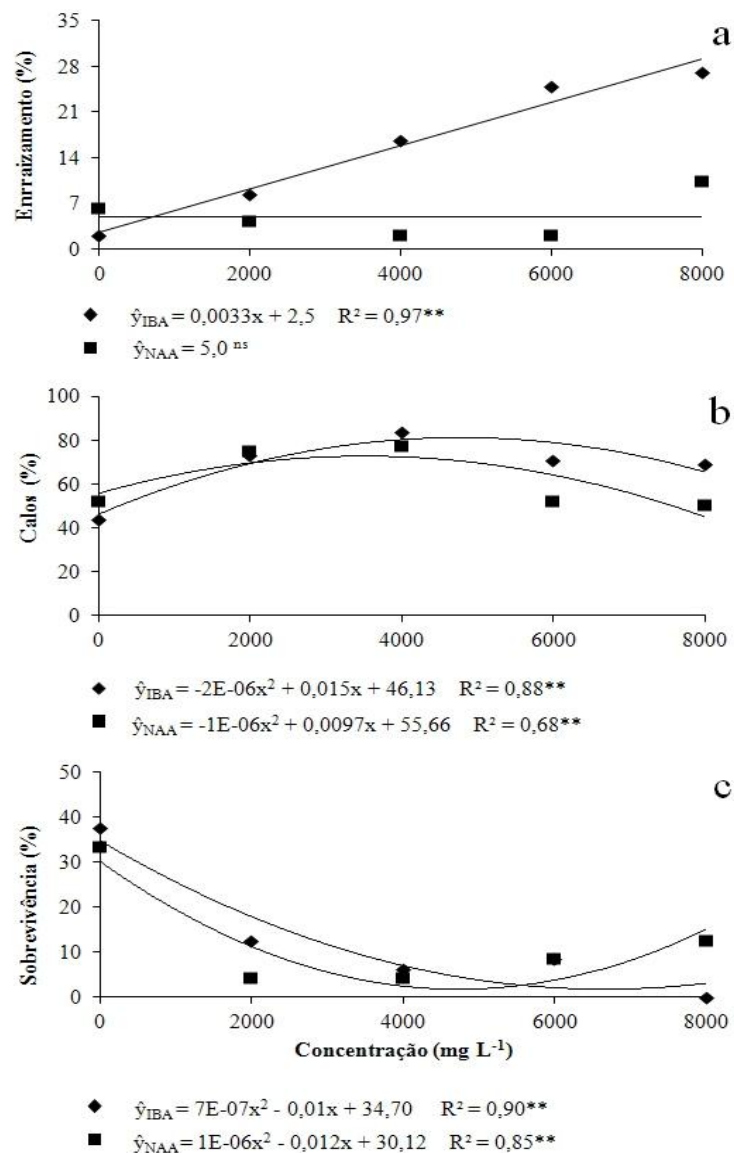 a
Enrraizamento (%)
35
28
21
14
7
0
0 2000 4000 6000 8000
ŷIBA = 0,0033x + 2,5 R² = 0,97**
ŷNAA = 5,0 ns
b
Calos (%)
100
80
60
40
20
0
0 2000 4000 6000 8000
ŷIBA = -2E-06x² + 0,015x + 46,13 R² = 0,88**
ŷNAA = -1E-06x² + 0,0097x + 55,66 R² = 0,68**
c
Sobrevivência (%)
50
40
30
20
10
0
0 2000 4000 6000 8000
Concentração (mg L⁻¹)
ŷIBA = 7E-07x² - 0,01x + 34,70 R² = 0,90**
ŷNAA = 1E-06x² - 0,012x + 30,12 R² = 0,85**